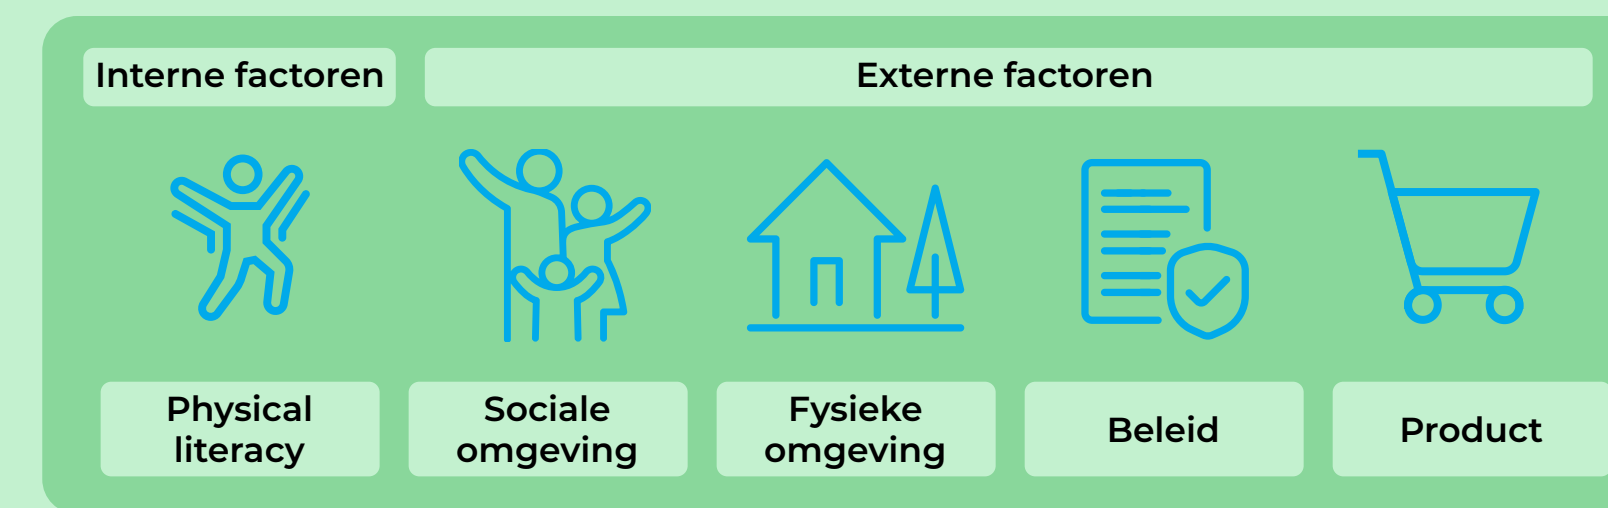 Interne factoren
Externe factoren
Physical
literacy
Sociale
omgeving
Fysieke
omgeving
Beleid
Product